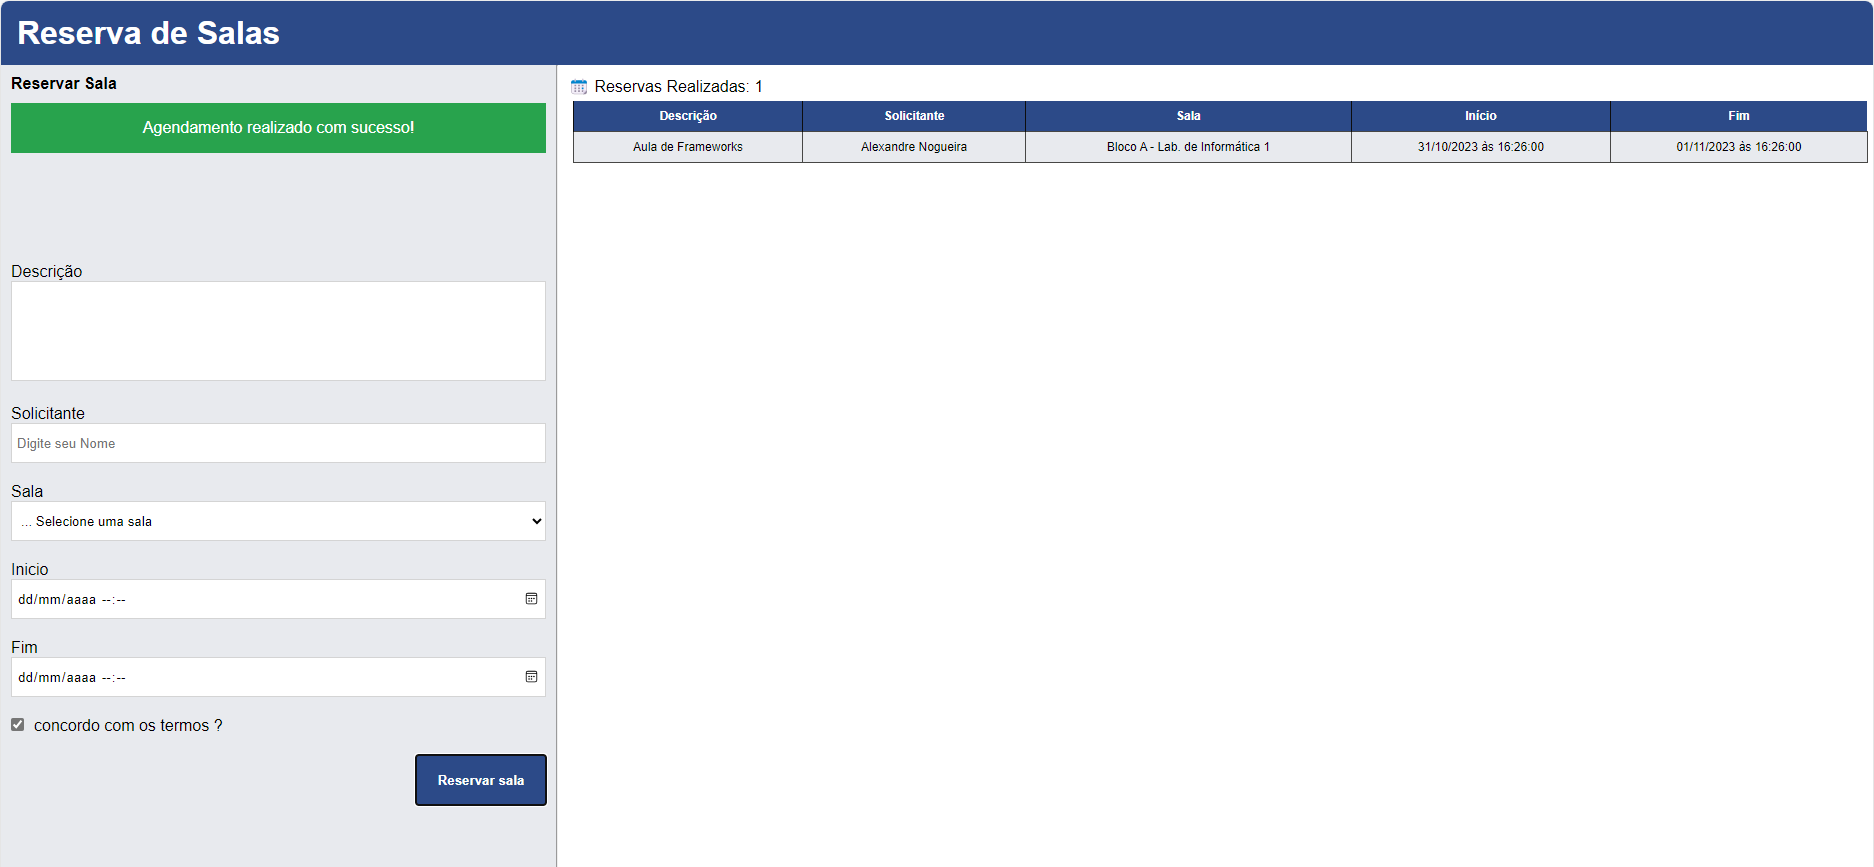 Reserva de Salas
Reservar Sala
Agendamento realizado com sucesso!
Descrição
Solicitante
Digite seu Nome
Sala
... Selecione uma sala
Inicio
dd/mm/aaaa --:--
Fim
dd/mm/aaaa --:--
concordo com os termos ?
Reservar sala
Reservas Realizadas: 1
Descrição Solicitante Sala Início Fim
Aula de Frameworks Alexandre Nogueira Bloco A - Lab. de Informática 1 31/10/2023 às 16:26:00 01/11/2023 às 16:26:00